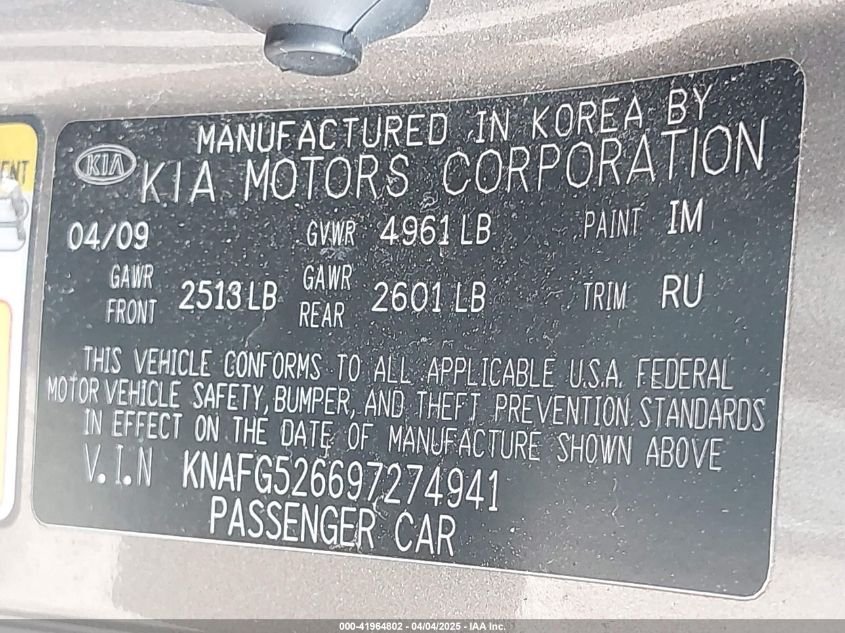 MANUFACTURED IN KOREA BY
KIA KIA MOTORS CORPORATION
04/09 GVWR 4961 LB PAINT IM
GAWR FRONT 2513 LB GAWR REAR 2601 LB TRIM RU
THIS VEHICLE CONFORMS TO ALL APPLICABLE U.S.A. FEDERAL
MOTOR VEHICLE SAFETY, BUMPER, AND THEFT PREVENTION STANDARDS
IN EFFECT ON THE DATE OF MANUFACTURE SHOWN ABOVE
V.I.N KNAFG526697274941
PASSENGER CAR
000-41964802 - 04/04/2025 - IAA Inc.